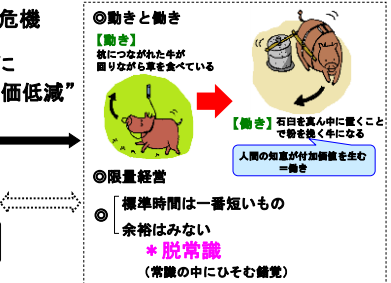 危機
に
価低減”
◎動きと働き
【動き】
杭につながれた牛が
回りながら草を食べている
【働き】石臼を真ん中に置くこと
で粉を挽く牛になる
人間の知恵が付加価値を生む
=働き
◎限量経営
◎ 標準時間は一番短いもの
余裕はみない
*脱常識
(常識の中にひそむ錯覚)